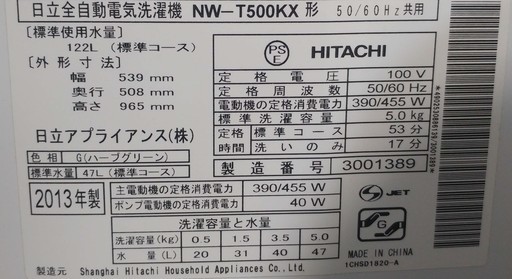 日立全自動電気洗濯機 NW-T500KX 形 50/60Hz共用
[標準使用水量]
122L (標準コース)
[外形寸法]
幅 539 mm
奥行 508 mm
高さ 965 mm
日立アプライアンス(株)
色相 G(ハーブグリーン)
標準水量 47L (標準コース)
2013年製
PS
E
HITACHI
定格電圧 100 V
定格周波数 50/60 Hz
電動機の定格消費電力 390/455 W
標準洗濯容量 5.0kg
定格時間 標準コース 53分
洗いのみ 17分
製造番号 3001389
主電動機の定格消費電力 390/455 W
ポンプ電動機の定格消費電力 40 W
洗濯容量と水量
洗濯容量(kg) 0.5 1.5 3.5 5.0
水量(L) 20 31 40 47
S JET
G
MADE IN CHINA
1CHSD1820-A
製造元 Shanghai Hitachi Household Appliances Co., Ltd.